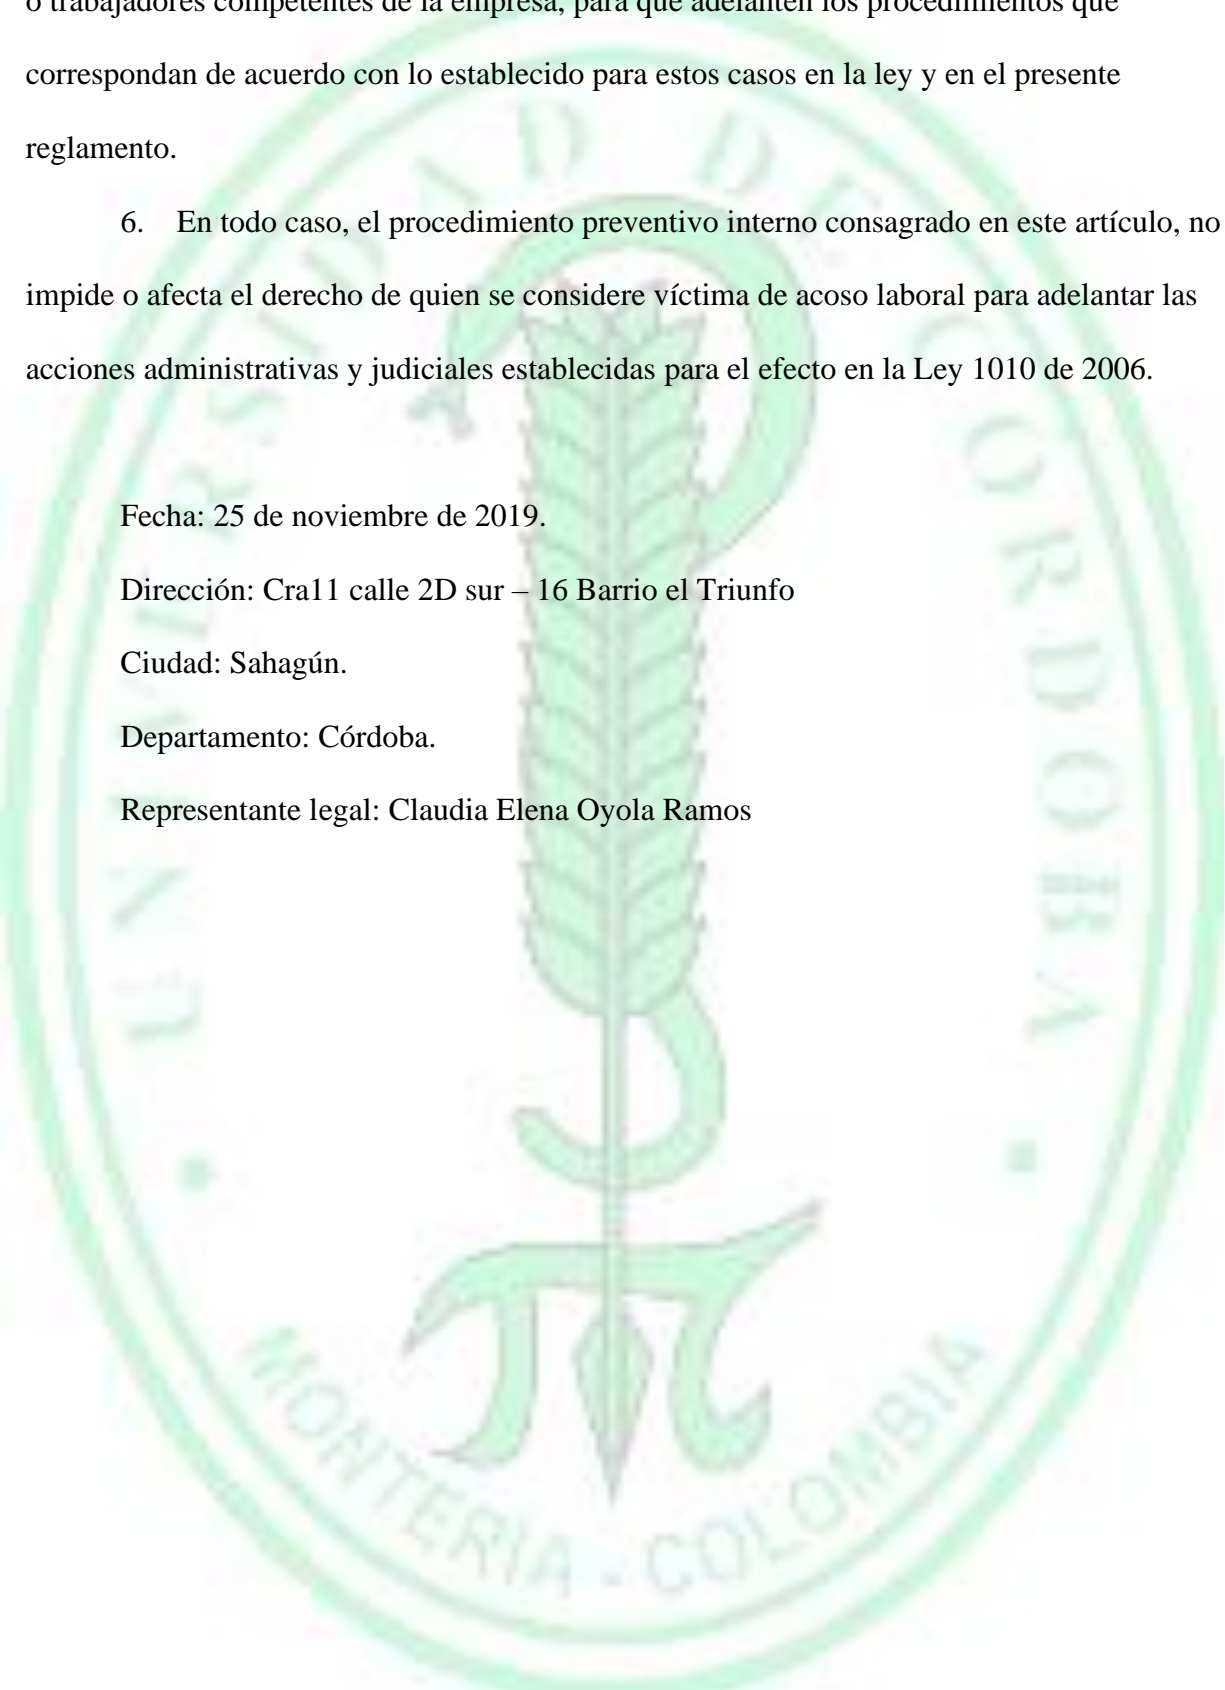 o trabajadores competentes de la empresa, para que adelanten los procedimientos que
correspondan de acuerdo con lo establecido para estos casos en la ley y en el presente
reglamento.
6. En todo caso, el procedimiento preventivo interno consagrado en este artículo, no
impide o afecta el derecho de quien se considere víctima de acoso laboral para adelantar las
acciones administrativas y judiciales establecidas para el efecto en la Ley 1010 de 2006.
Fecha: 25 de noviembre de 2019.
Dirección: Cra11 calle 2D sur – 16 Barrio el Triunfo
Ciudad: Sahagún.
Departamento: Córdoba.
Representante legal: Claudia Elena Oyola Ramos
UNIVERSIDAD DE CORDOBA
MONTERIA - COLOMBIA